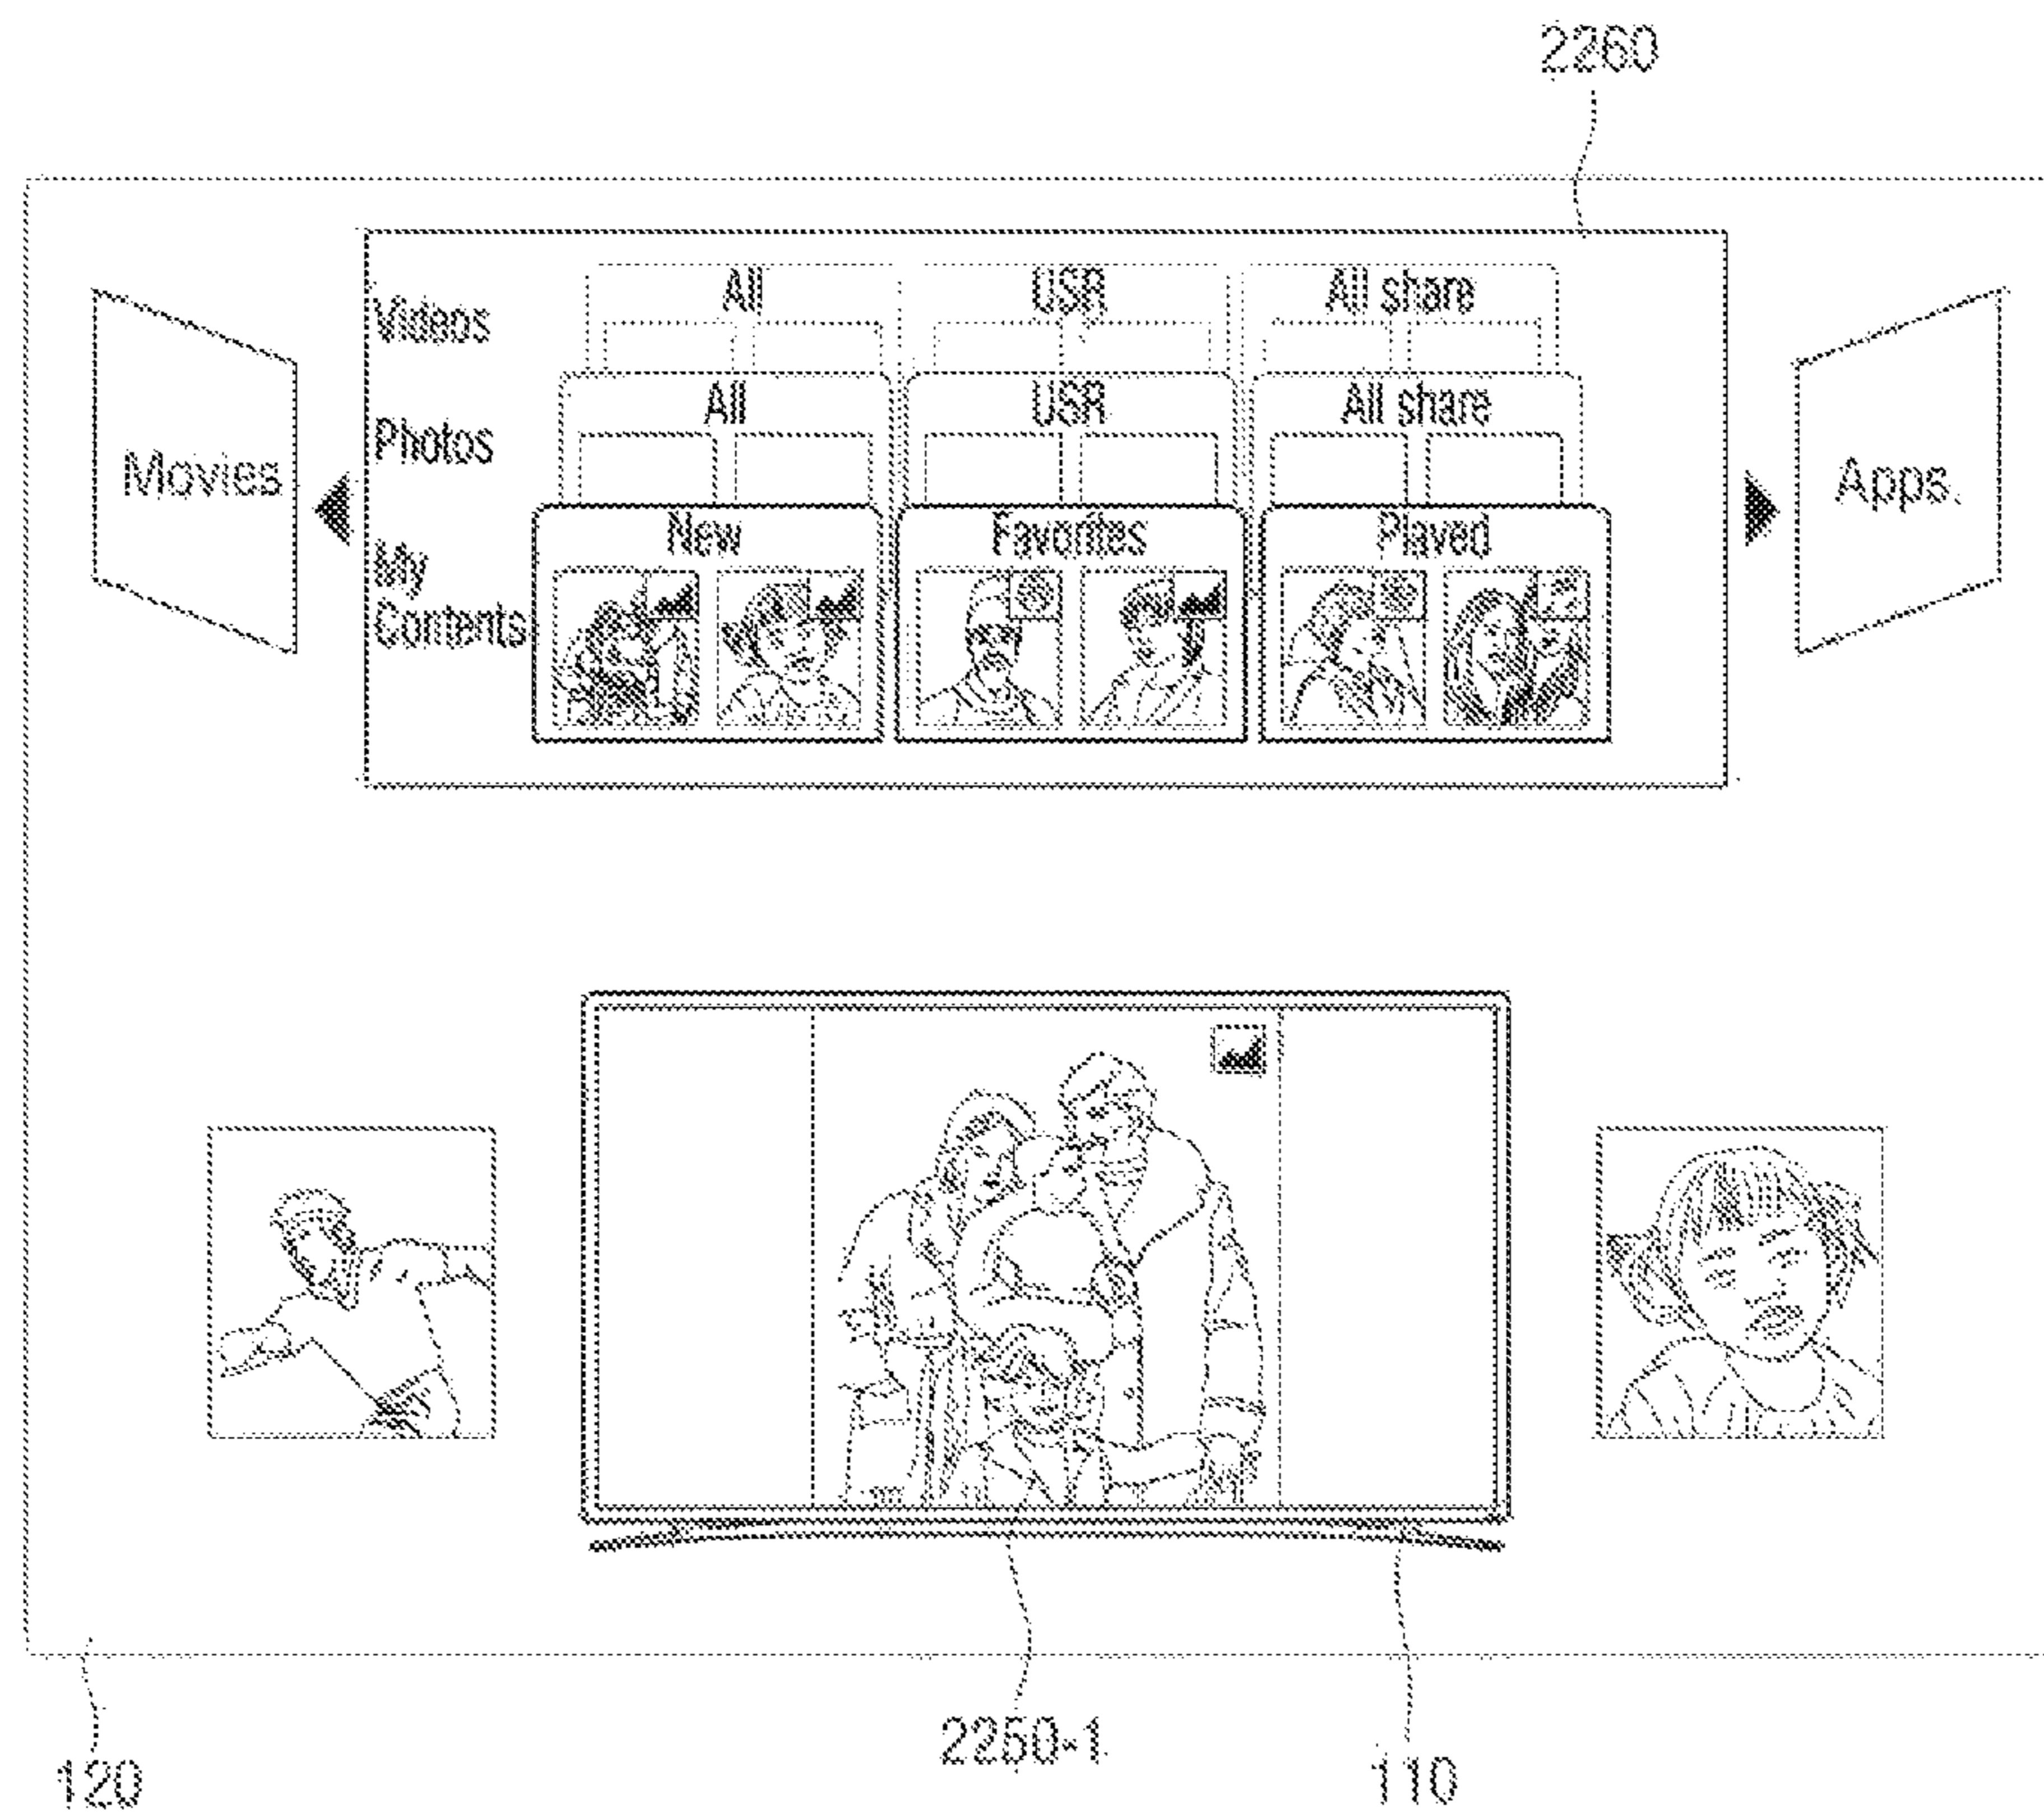 2260
Videos
All
USR
All share
Photos
All
USR
All share
Movies
Apps.
My
Contents
New
Favorites
Played
2250-1
110
120